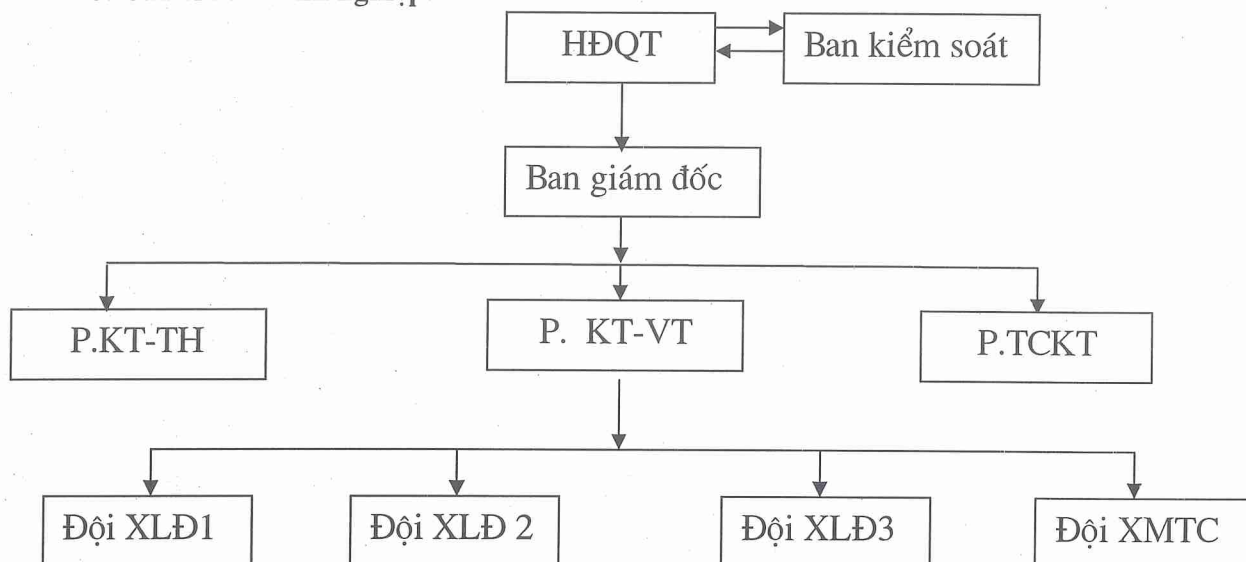 HĐQT
Ban kiểm soát
Ban giám đốc
P.KT-TH
P. KT-VT
P.TCKT
Đội XLĐ1
Đội XLĐ 2
Đội XLĐ3
Đội XMTC